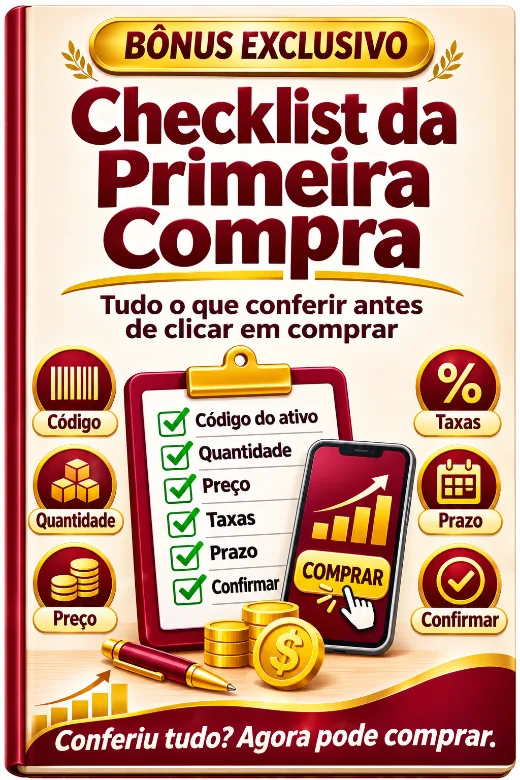 BÔNUS EXCLUSIVO
Checklist da
Primeira
Compra
Tudo o que conferir antes
de clicar em comprar
Código
Quantidade
Preço
Código do ativo
Quantidade
Preço
Taxas
Prazo
Confirmar
COMPRAR
$
%
Taxas
Prazo
Confirmar
Conferiu tudo? Agora pode comprar.